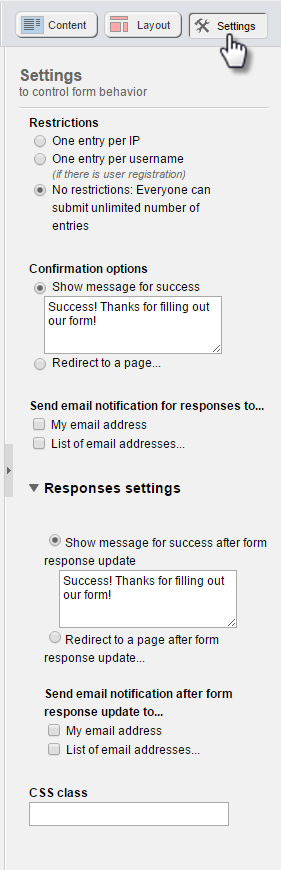 Content Layout Settings
Settings
to control form behavior
Restrictions
One entry per IP
One entry per username
(if there is user registration)
No restrictions: Everyone can
submit unlimited number of
entries
Confirmation options
Show message for success
Success! Thanks for filling out
our form!
Redirect to a page...
Send email notification for responses to...
My email address
List of email addresses...
Responses settings
Show message for success after form
response update
Success! Thanks for filling out
our form!
Redirect to a page after form
response update...
Send email notification after form
response update to...
My email address
List of email addresses...
CSS class